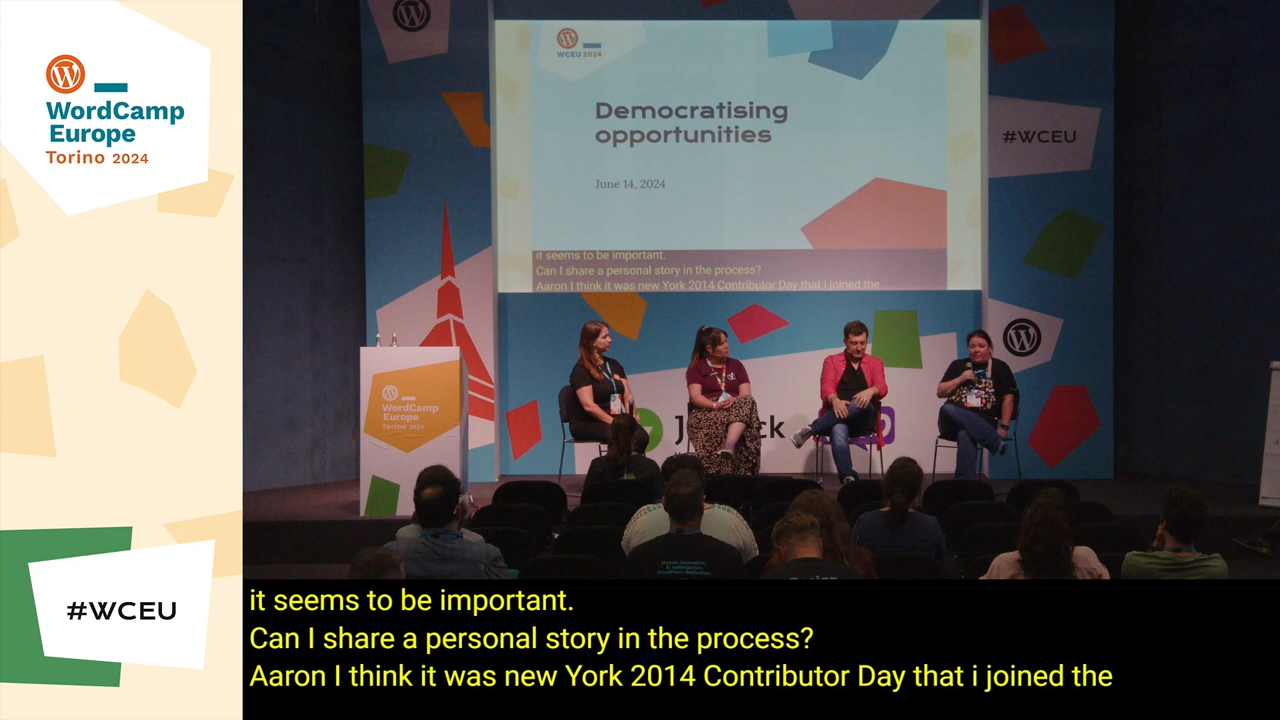 WordCamp
Europe
Torino 2024
#WCEU
WCEU 2024
Democratising
opportunities
June 14, 2024
it seems to be important.
Can I share a personal story in the process?
Aaron I think it was new York 2014 Contributor Day that i joined the
#WCEU
WordCamp
Europe
Torino 2024
it seems to be important.
Can I share a personal story in the process?
Aaron I think it was new York 2014 Contributor Day that i joined the